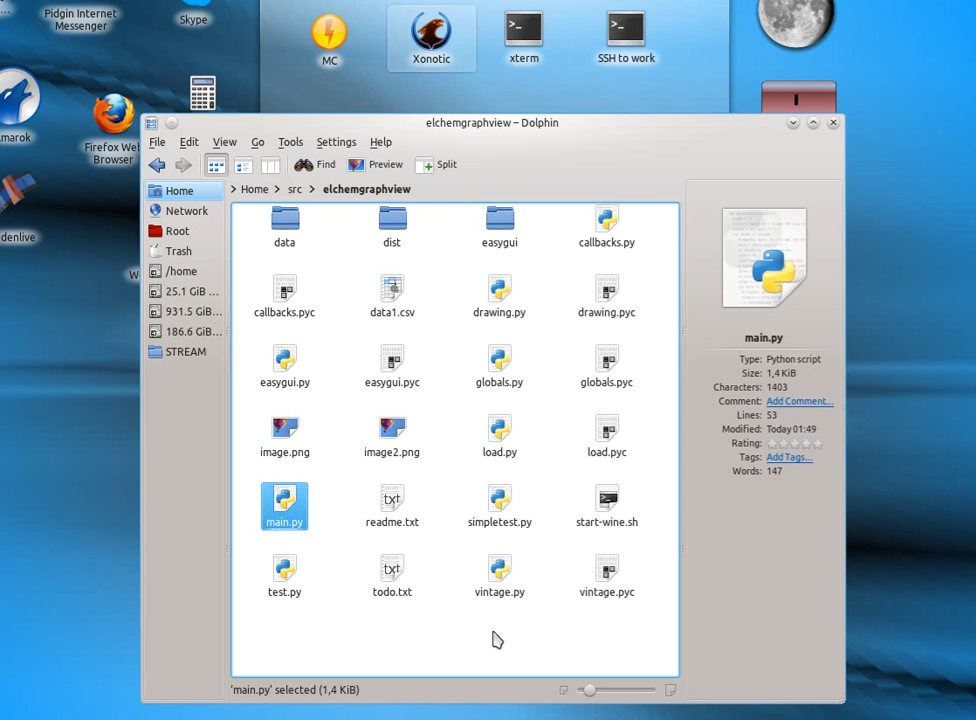 Pidgin Internet
Messenger
Skype
MC
Xonotic
xterm
SSH to work
marok
Firefox Web
Browser
denlive
W
elchemgraphview – Dolphin
File Edit View Go Tools Settings Help
Find Preview Split
Home
Network
Root
Trash
/home
25.1 GiB ...
931.5 GiB...
186.6 GiB...
STREAM
> Home > src > elchemgraphview
data dist easygui callbacks.py
callbacks.pyc data1.csv drawing.py drawing.pyc
easygui.py easygui.pyc globals.py globals.pyc
image.png image2.png load.py load.pyc
main.py readme.txt simpletest.py start-wine.sh
test.py todo.txt vintage.py vintage.pyc
main.py
Type: Python script
Size: 1,4 KiB
Characters: 1403
Comment: Add Comment...
Lines: 53
Modified: Today 01:49
Rating:
Tags: Add Tags...
Words: 147
'main.py' selected (1,4 KiB)